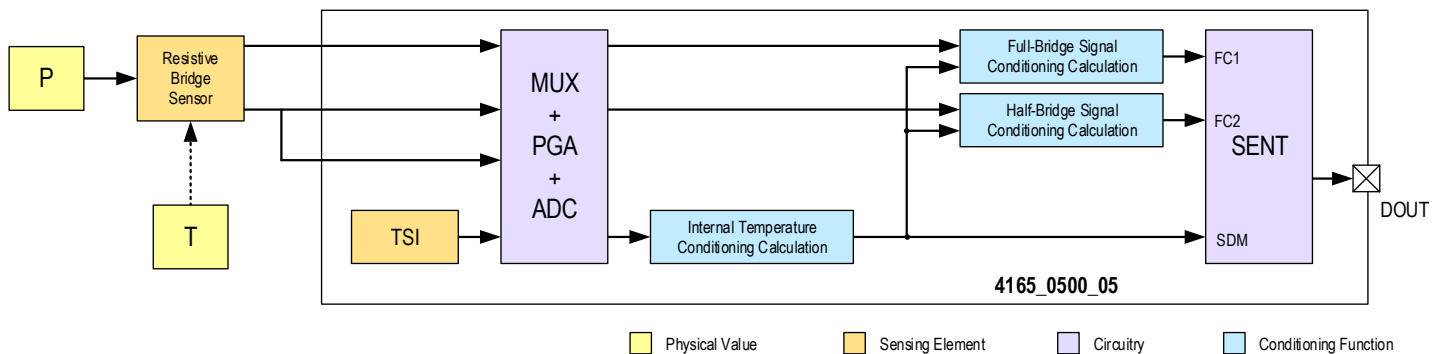 P
Resistive
Bridge
Sensor
T
TSI
MUX
+
PGA
+
ADC
Internal Temperature
Conditioning Calculation
Full-Bridge Signal
Conditioning Calculation
Half-Bridge Signal
Conditioning Calculation
FC1
FC2
SENT
SDM
DOUT
4165_0500_05
Physical Value
Sensing Element
Circuitry
Conditioning Function